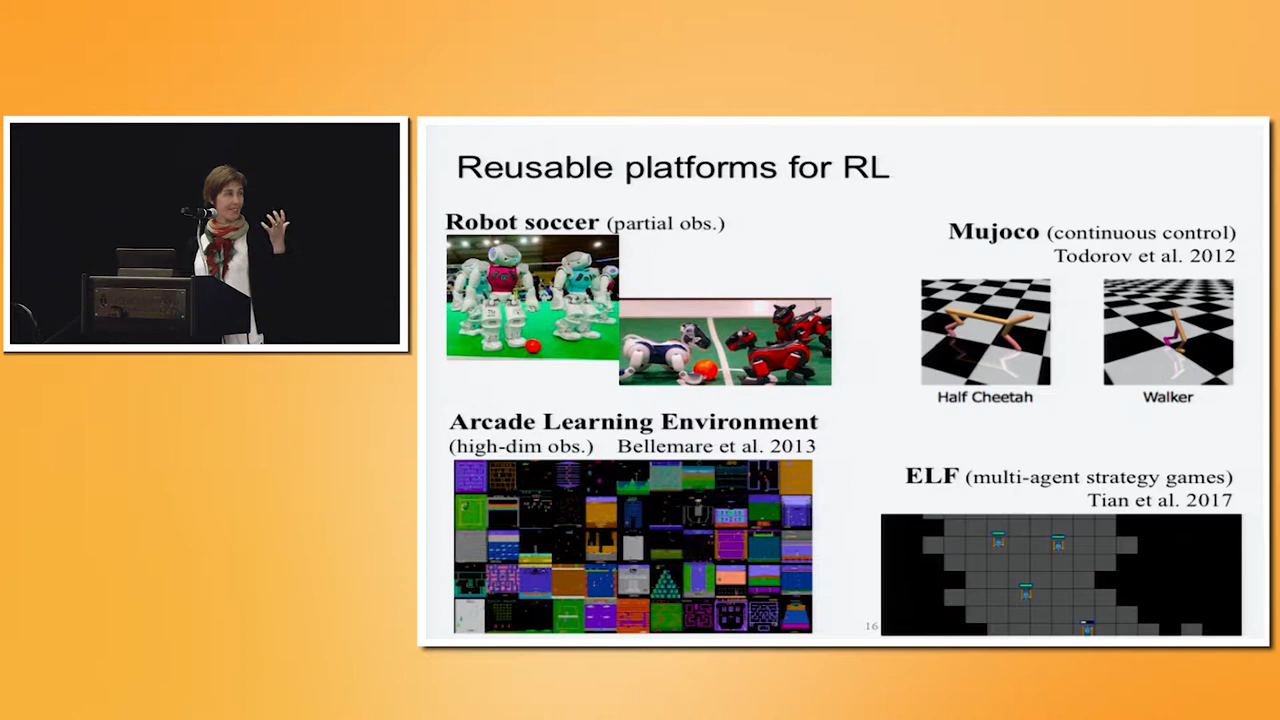 Reusable platforms for RL
Robot soccer (partial obs.)
Mujoco (continuous control)
Todorov et al. 2012
Half Cheetah
Walker
Arcade Learning Environment
(high-dim obs.) Bellemare et al. 2013
ELF (multi-agent strategy games)
Tian et al. 2017
16